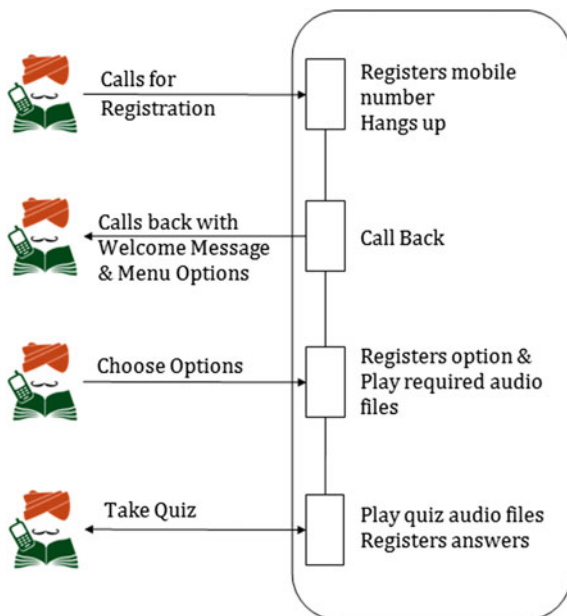 Calls for
Registration
Registers mobile
number
Hangs up
Calls back with
Welcome Message
& Menu Options
Call Back
Choose Options
Registers option &
Play required audio
files
Take Quiz
Play quiz audio files
Registers answers